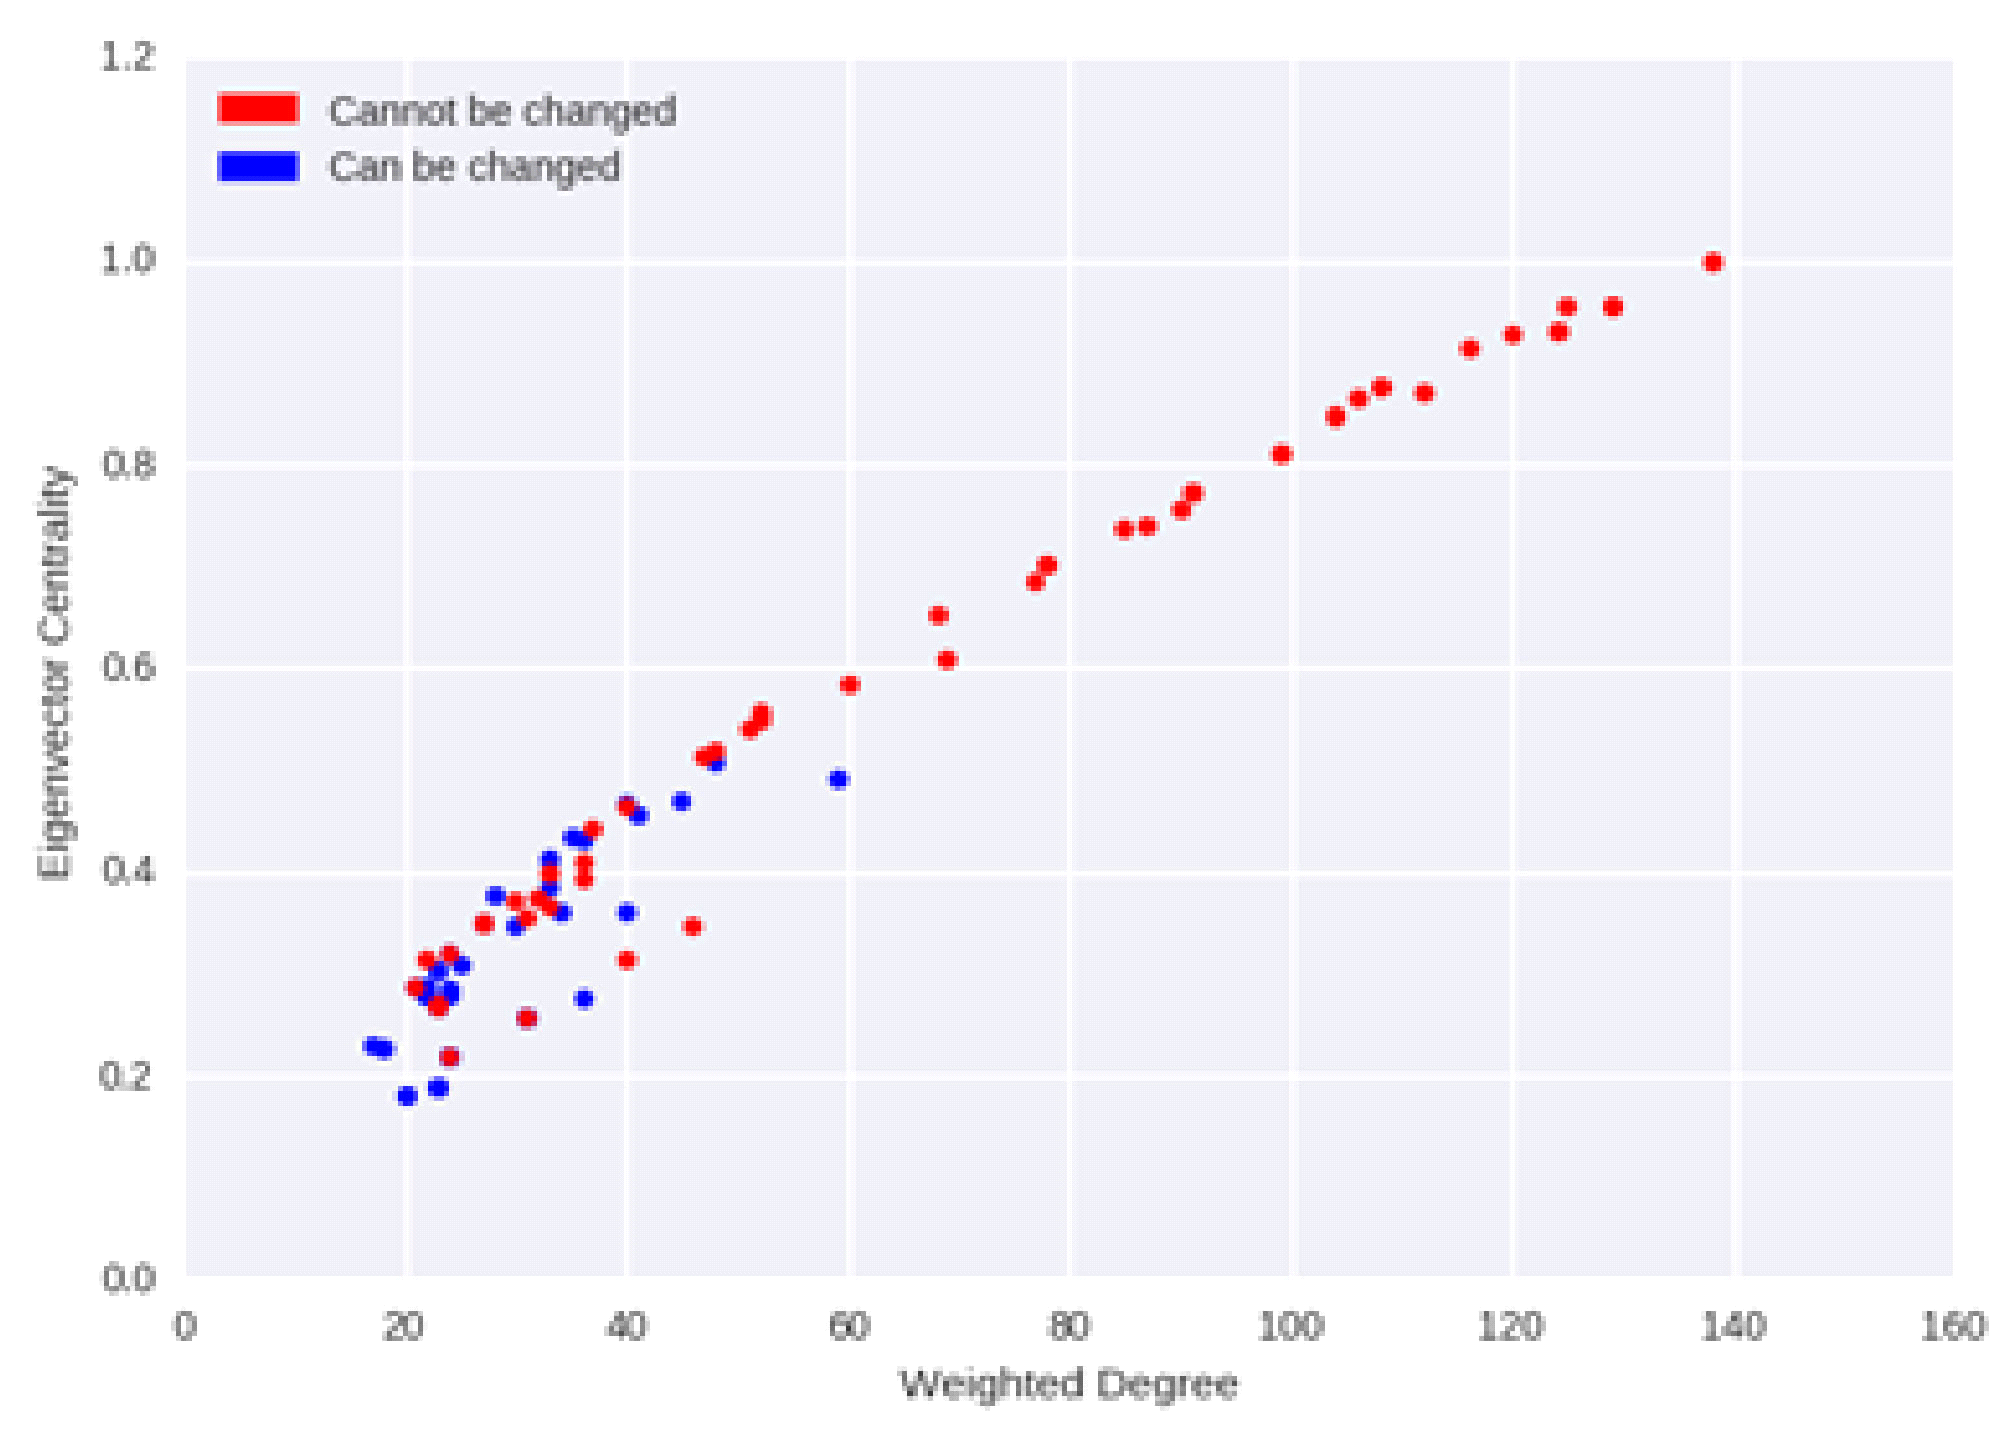 1.2
Cannot be changed
Can be changed
1.0
0.8
0.6
0.4
0.2
0.0
Eigenvector Centrality
0 20 40 60 80 100 120 140 160
Weighted Degree